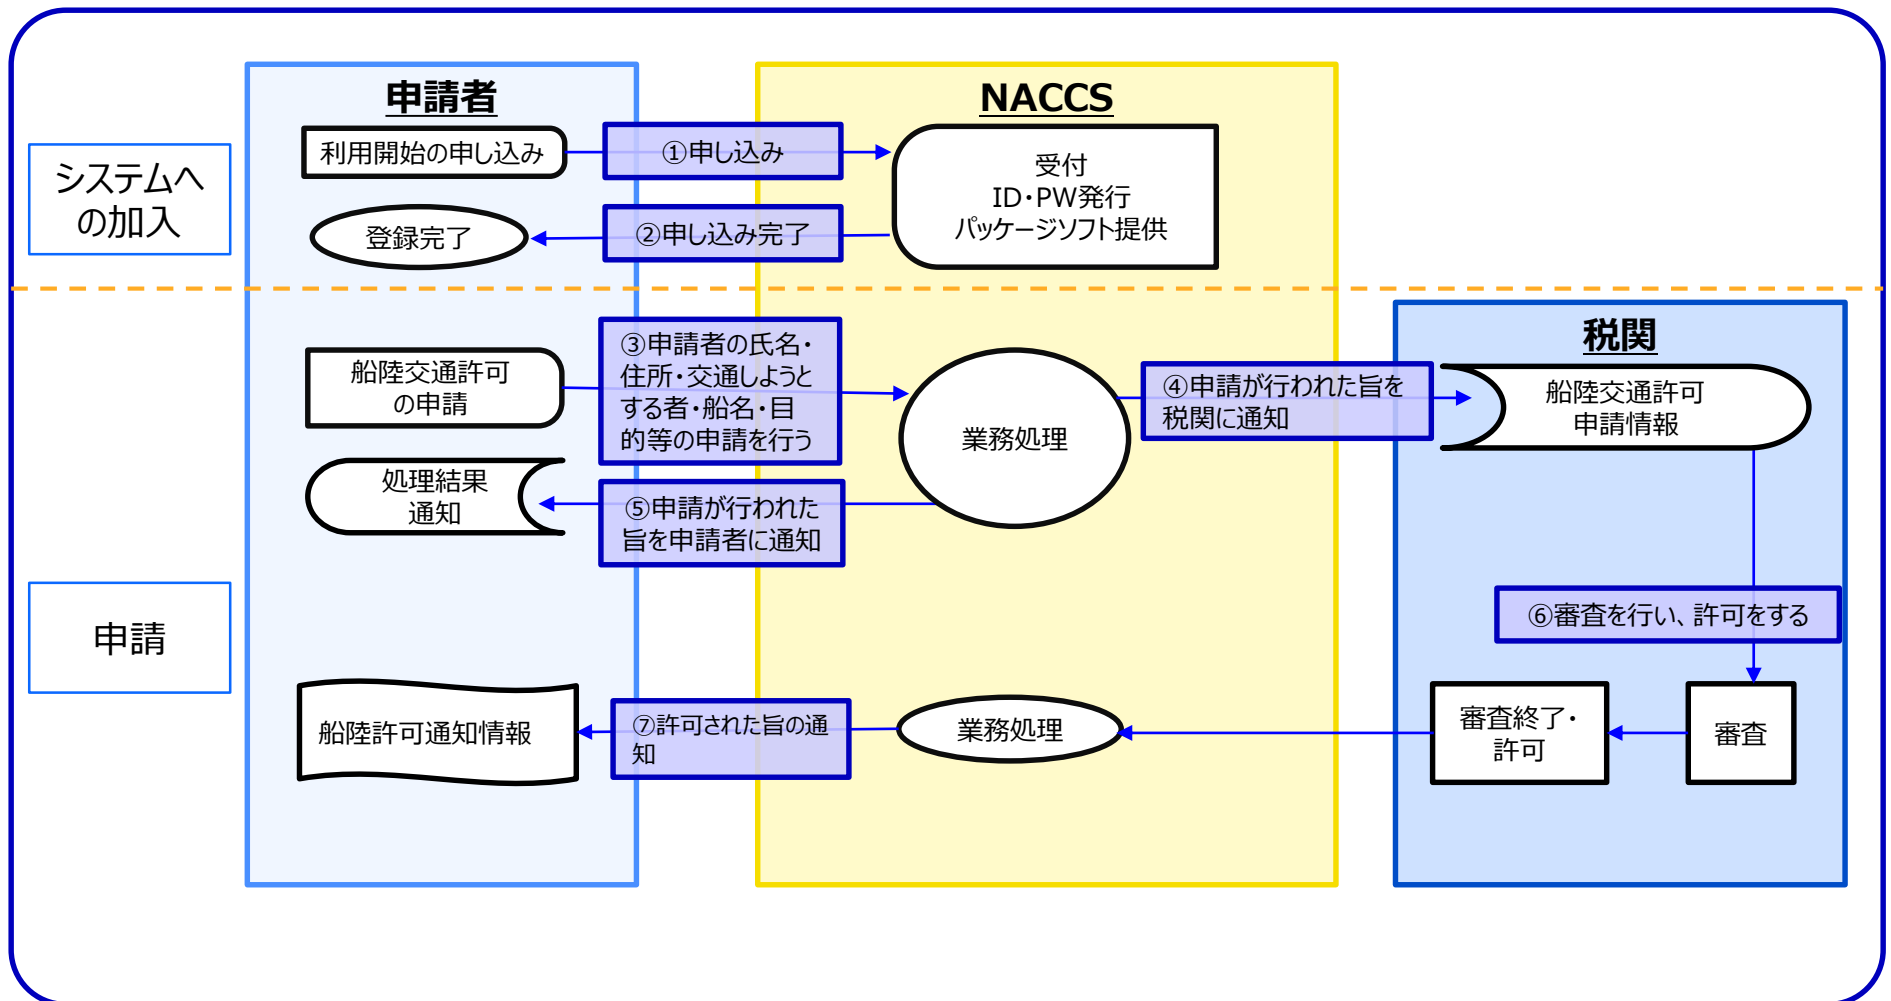 申請者
NACCS
システムへ
の加入
利用開始の申し込み
①申し込み
受付
ID・PW発行
パッケージソフト提供
登録完了
②申し込み完了
税関
申請
船陸交通許可
の申請
③申請者の氏名・
住所・交通しようと
する者・船名・目
的等の申請を行う
業務処理
④申請が行われた旨を
税関に通知
船陸交通許可
申請情報
処理結果
通知
⑤申請が行われた
旨を申請者に通知
⑥審査を行い、許可をする
船陸許可通知情報
⑦許可された旨の通
知
業務処理
審査終了・
許可
審査